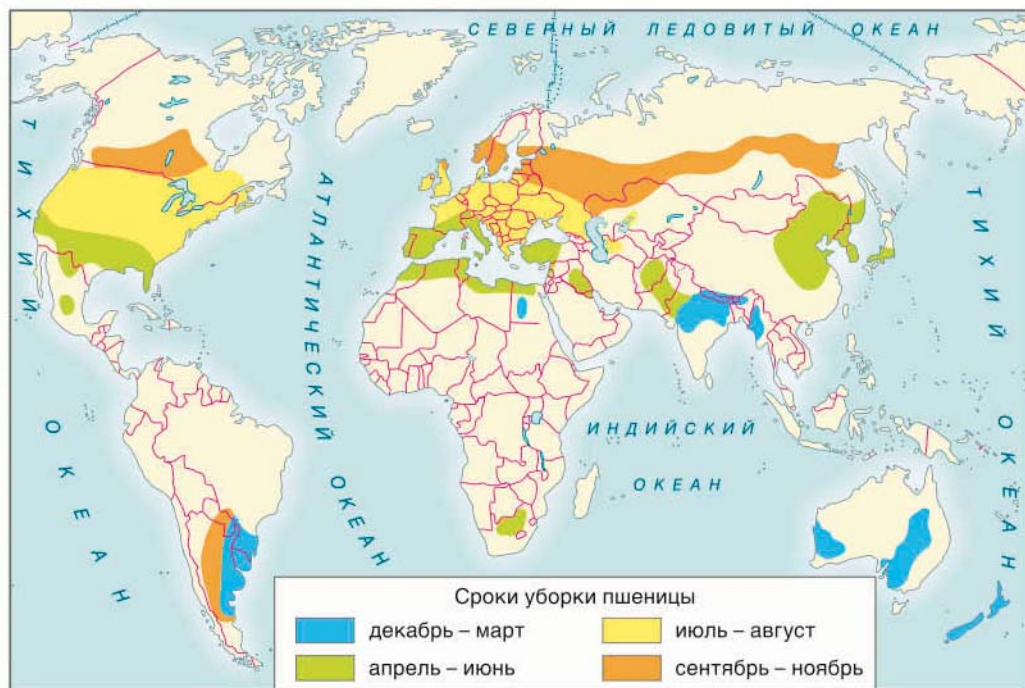 СЕВЕРНЫЙ ЛЕДОВИТЫЙ ОКЕАН
ТИХИЙ
ОКЕАН
АТЛАНТИЧЕСКИЙ ОКЕАН
ИНДИЙСКИЙ
ОКЕАН
ТИХИЙ
ОКЕАН
Сроки уборки пшеницы
декабрь – март
июль – август
апрель – июнь
сентябрь – ноябрь